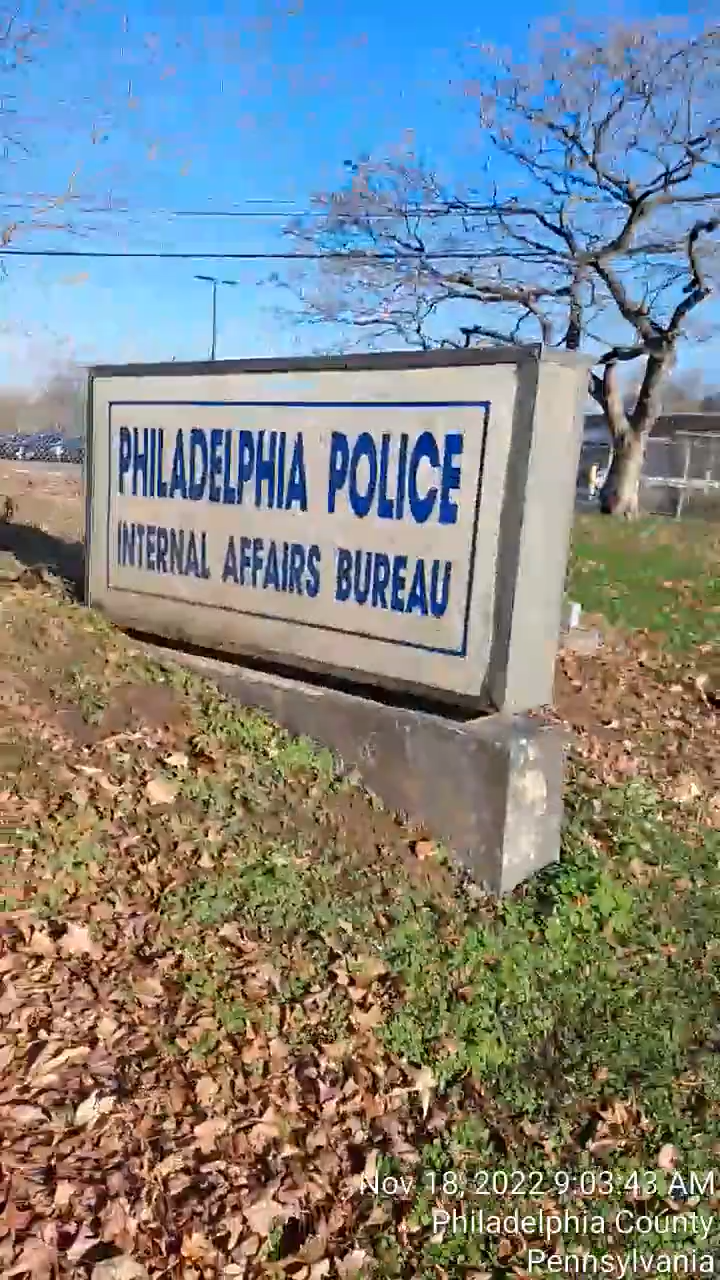 PHILADELPHIA POLICE
INTERNAL AFFAIRS BUREAU
Nov 18, 2022 9:03:43 AM
Philadelphia County
Pennsylvania